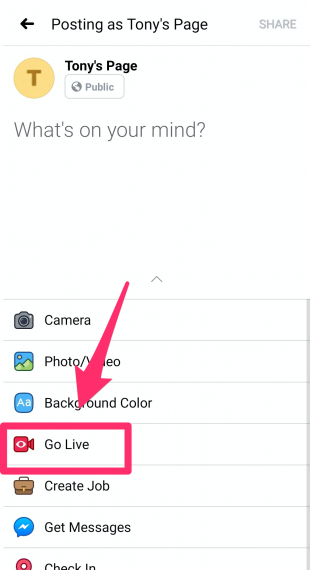 Posting as Tony's Page SHARE
T Tony's Page
Public
What's on your mind?
Camera
Photo/Video
Aa Background Color
Go Live
Create Job
Get Messages
Check In